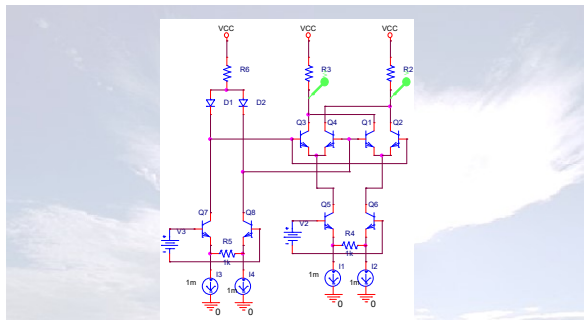 VCC VCC VCC
R6 R3 R2
D1 D2
Q3 Q4 Q1 Q2
Q7 Q8 Q5 Q6
V3 V2
R5 R4
1k 1k
I3 I4 I1 I2
1m 1m 1m 1m
0 0 0 0